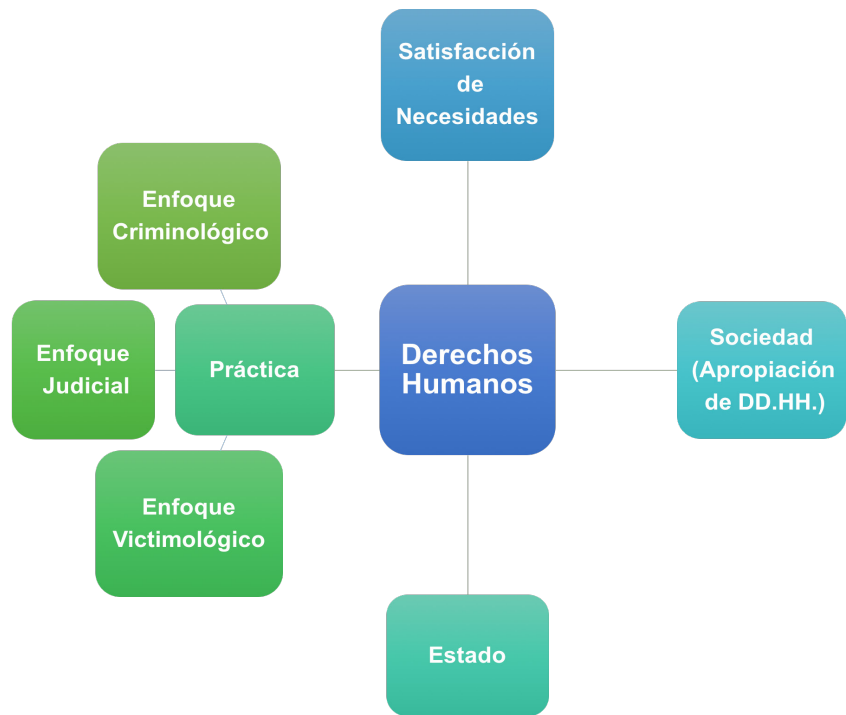 Satisfacción
de
Necesidades
Enfoque
Criminológico
Enfoque
Judicial
Práctica
Derechos
Humanos
Sociedad
(Apropiación
de DD.HH.)
Enfoque
Victimológico
Estado